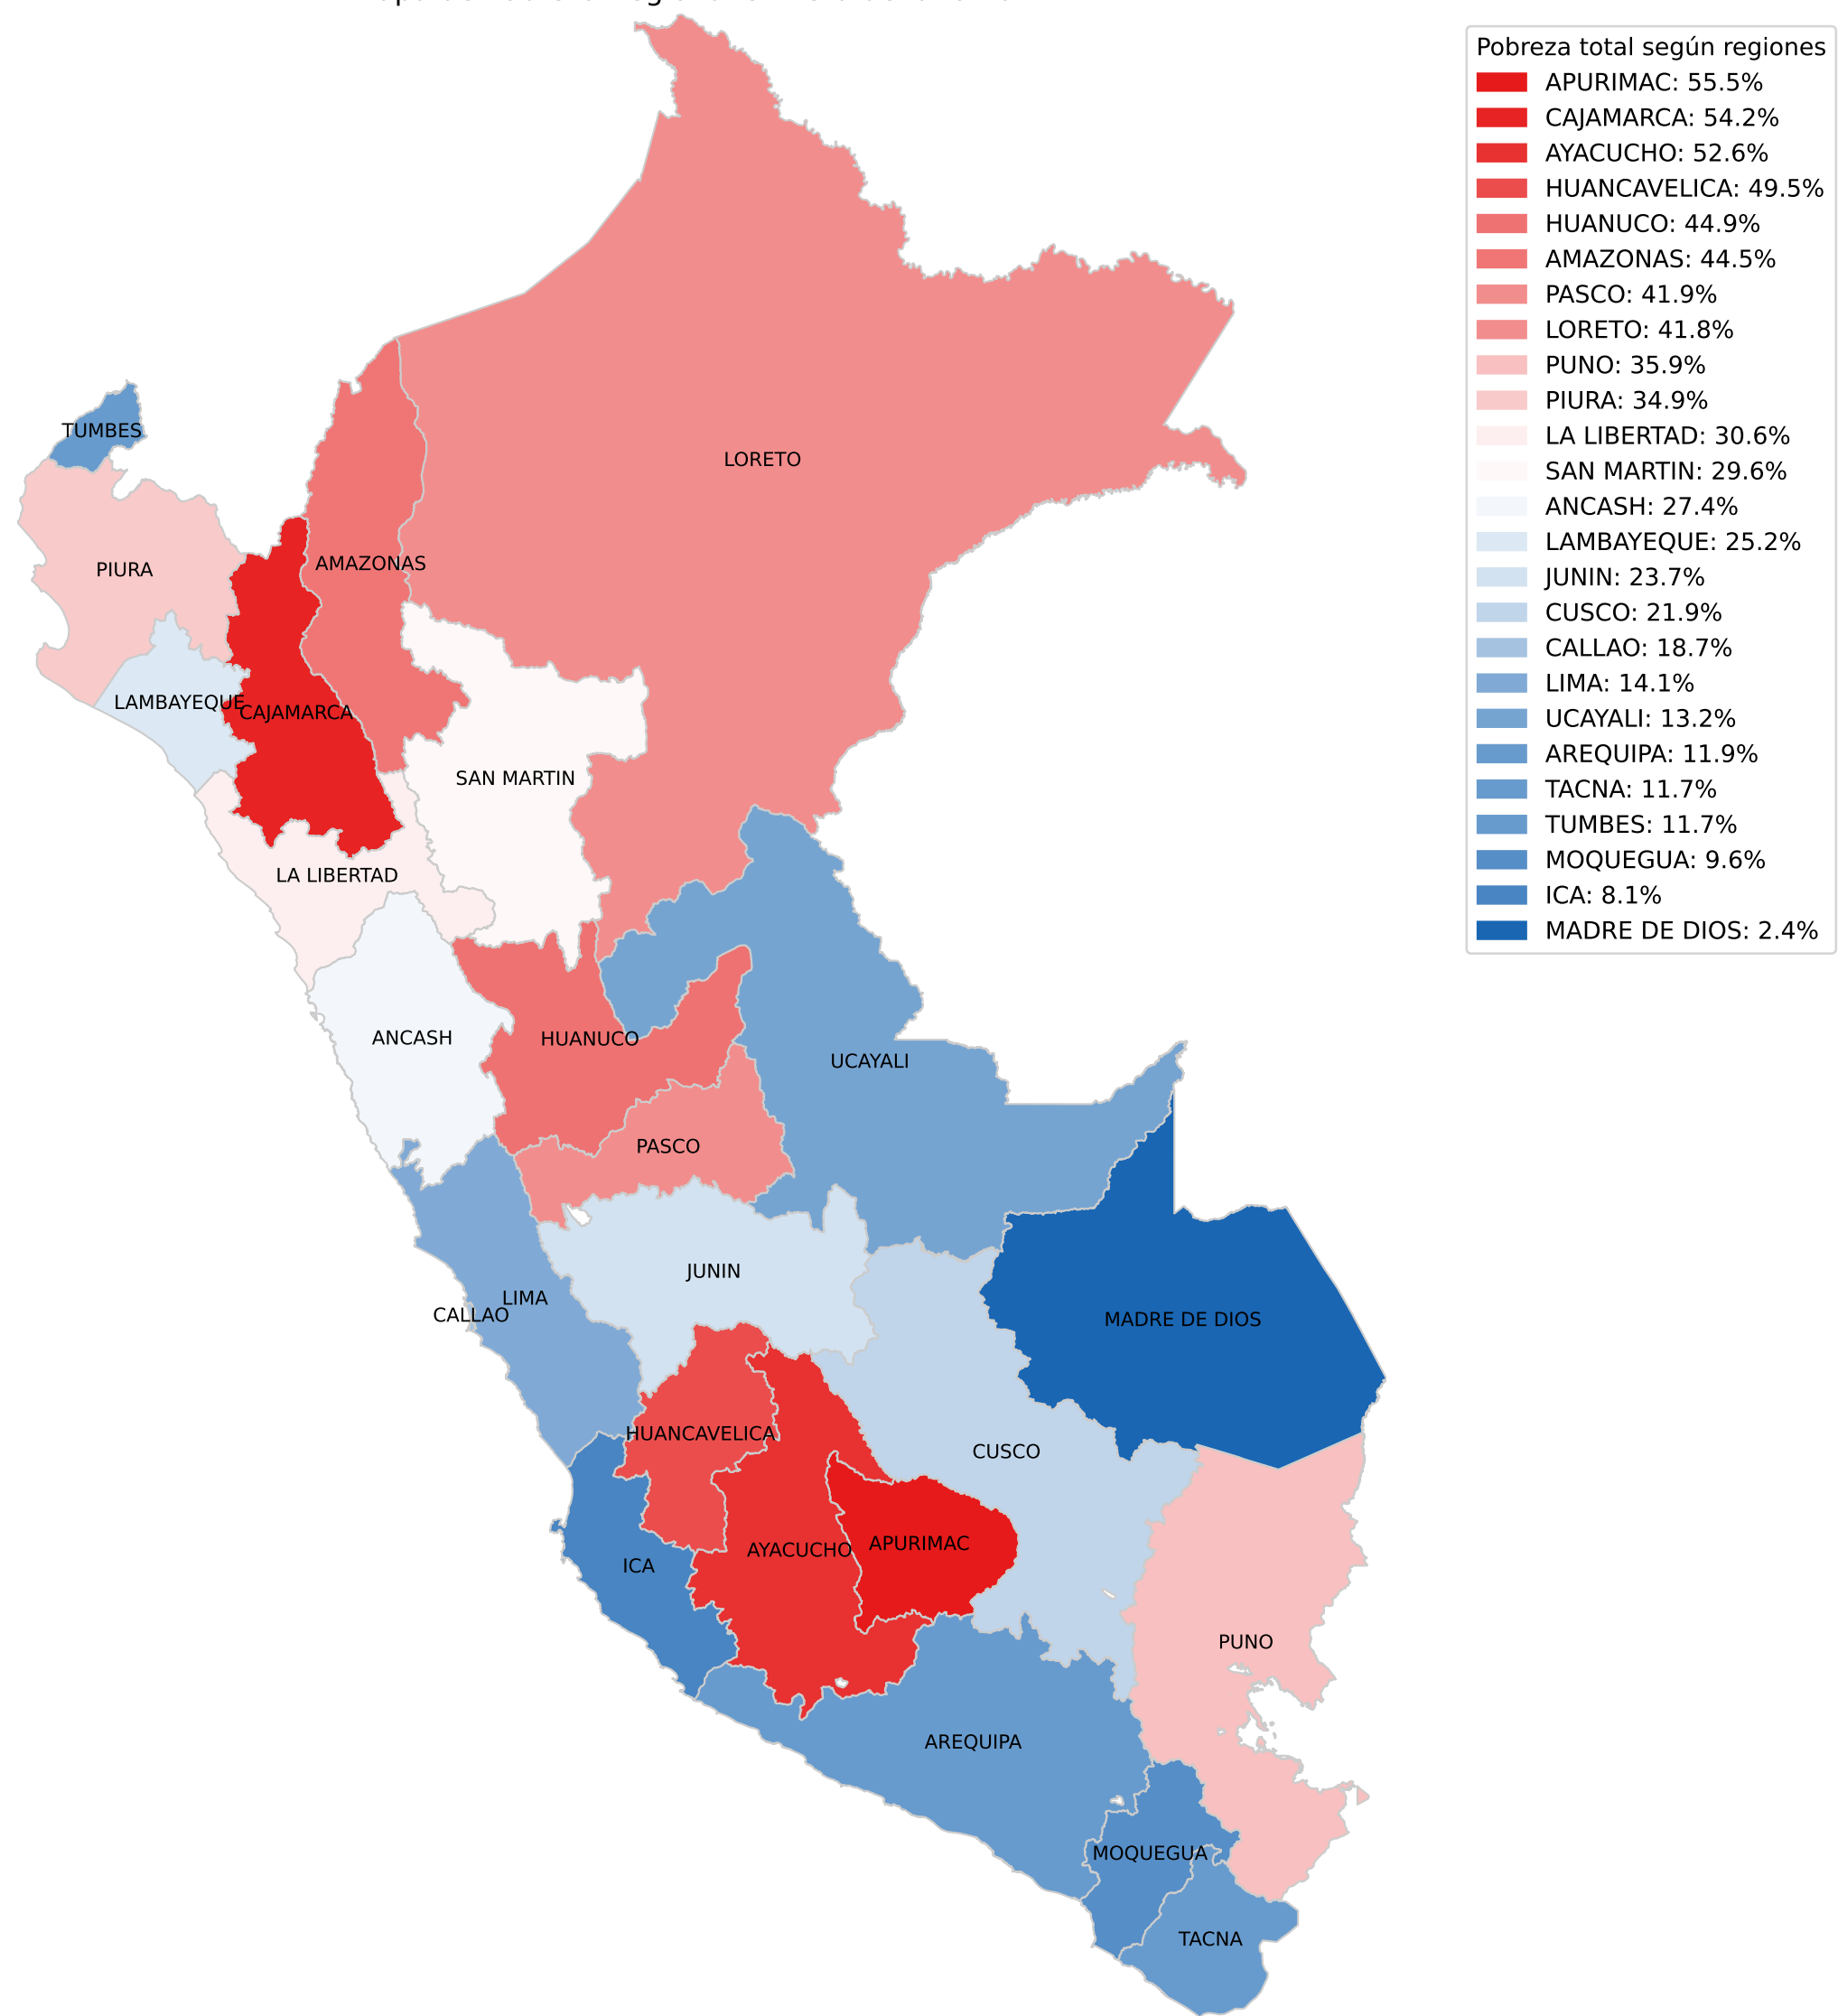 Pobreza total según regiones
APURIMAC: 55.5%
CAJAMARCA: 54.2%
AYACUCHO: 52.6%
HUANCAVELICA: 49.5%
HUANUCO: 44.9%
AMAZONAS: 44.5%
PASCO: 41.9%
LORETO: 41.8%
PUNO: 35.9%
PIURA: 34.9%
LA LIBERTAD: 30.6%
SAN MARTIN: 29.6%
ANCASH: 27.4%
LAMBAYEQUE: 25.2%
JUNIN: 23.7%
CUSCO: 21.9%
CALLAO: 18.7%
LIMA: 14.1%
UCAYALI: 13.2%
AREQUIPA: 11.9%
TACNA: 11.7%
TUMBES: 11.7%
MOQUEGUA: 9.6%
ICA: 8.1%
MADRE DE DIOS: 2.4%
TUMBES
LORETO
AMAZONAS
PIURA
LAMBAYEQUE
CAJAMARCA
SAN MARTIN
LA LIBERTAD
ANCASH
HUANUCO
UCAYALI
PASCO
JUNIN
LIMA
CALLAO
MADRE DE DIOS
HUANCAVELICA
CUSCO
AYACUCHO
APURIMAC
ICA
PUNO
AREQUIPA
MOQUEGUA
TACNA